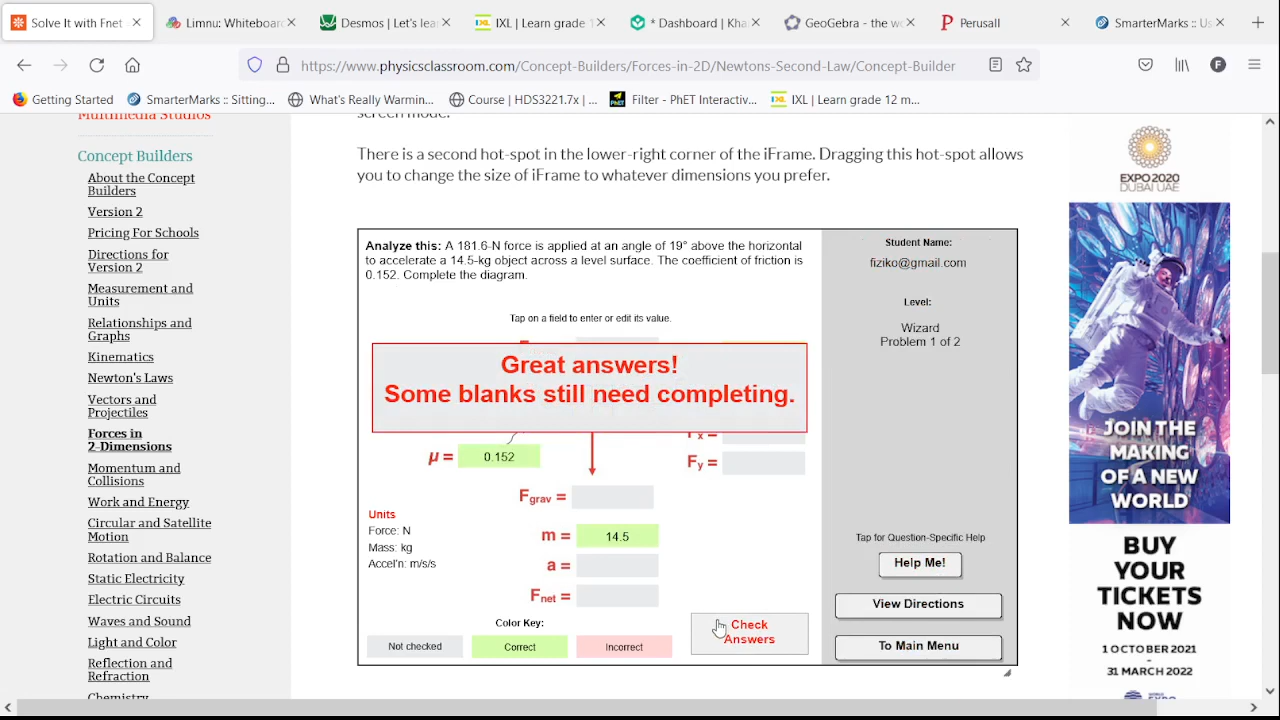 Solve It with Fnet
Limnu: Whiteboar
Desmos | Let's lea
IXL | Learn grade 1
* Dashboard | Kha
GeoGebra - the wo
Perusall
SmarterMarks :: Us
https://www.physicsclassroom.com/Concept-Builders/Forces-in-2D/Newtons-Second-Law/Concept-Builder
F
Getting Started
SmarterMarks :: Sitting...
What's Really Warmin...
Course | HDS3221.7x | ...
Filter - PhET Interactiv...
IXL | Learn grade 12 m...
Multimedia Studios
Concept Builders
About the Concept
Builders
Version 2
Pricing For Schools
Directions for
Version 2
Measurement and
Units
Relationships and
Graphs
Kinematics
Newton's Laws
Vectors and
Projectiles
Forces in
2-Dimensions
Momentum and
Collisions
Work and Energy
Circular and Satellite
Motion
Rotation and Balance
Static Electricity
Electric Circuits
Waves and Sound
Light and Color
Reflection and
Refraction
Chemistry
screen mode.
There is a second hot-spot in the lower-right corner of the iFrame. Dragging this hot-spot allows
you to change the size of iFrame to whatever dimensions you prefer.
Analyze this: A 181.6-N force is applied at an angle of 19° above the horizontal
to accelerate a 14.5-kg object across a level surface. The coefficient of friction is
0.152. Complete the diagram.
Tap on a field to enter or edit its value.
Great answers!
Some blanks still need completing.
μ = 0.152
Fx =
Fy =
Fgrav =
Units
Force: N
Mass: kg
Accel'n: m/s/s
m = 14.5
a =
Fnet =
Color Key:
Not checked
Correct
Incorrect
Check
Answers
Student Name:
fiziko@gmail.com
Level:
Wizard
Problem 1 of 2
Tap for Question-Specific Help
Help Me!
View Directions
To Main Menu
EXPO 2020
DUBAI UAE
JOIN THE
MAKING
OF A NEW
WORLD
BUY
YOUR
TICKETS
NOW
1 OCTOBER 2021
-
31 MARCH 2022